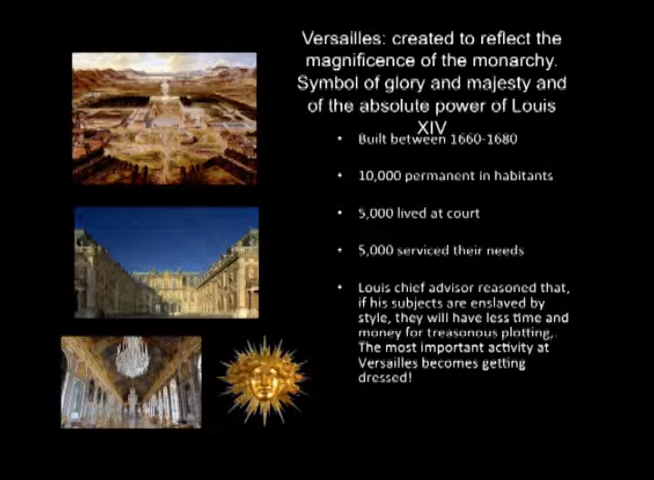 Versailles: created to reflect the
magnificence of the monarchy.
Symbol of glory and majesty and
of the absolute power of Louis
XIV
• Built between 1660-1680
• 10,000 permanent in habitants
• 5,000 lived at court
• 5,000 serviced their needs
• Louis chief advisor reasoned that,
if his subjects are enslaved by
style, they will have less time and
money for treasonous plotting,.
The most important activity at
Versailles becomes getting
dressed!